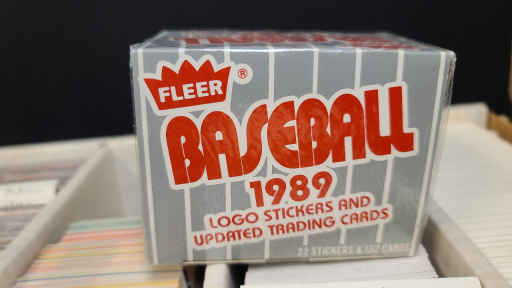 FLEER®
BASEBALL
1989
LOGO STICKERS AND
UPDATED TRADING CARDS
22 STICKERS & 132 CARDS